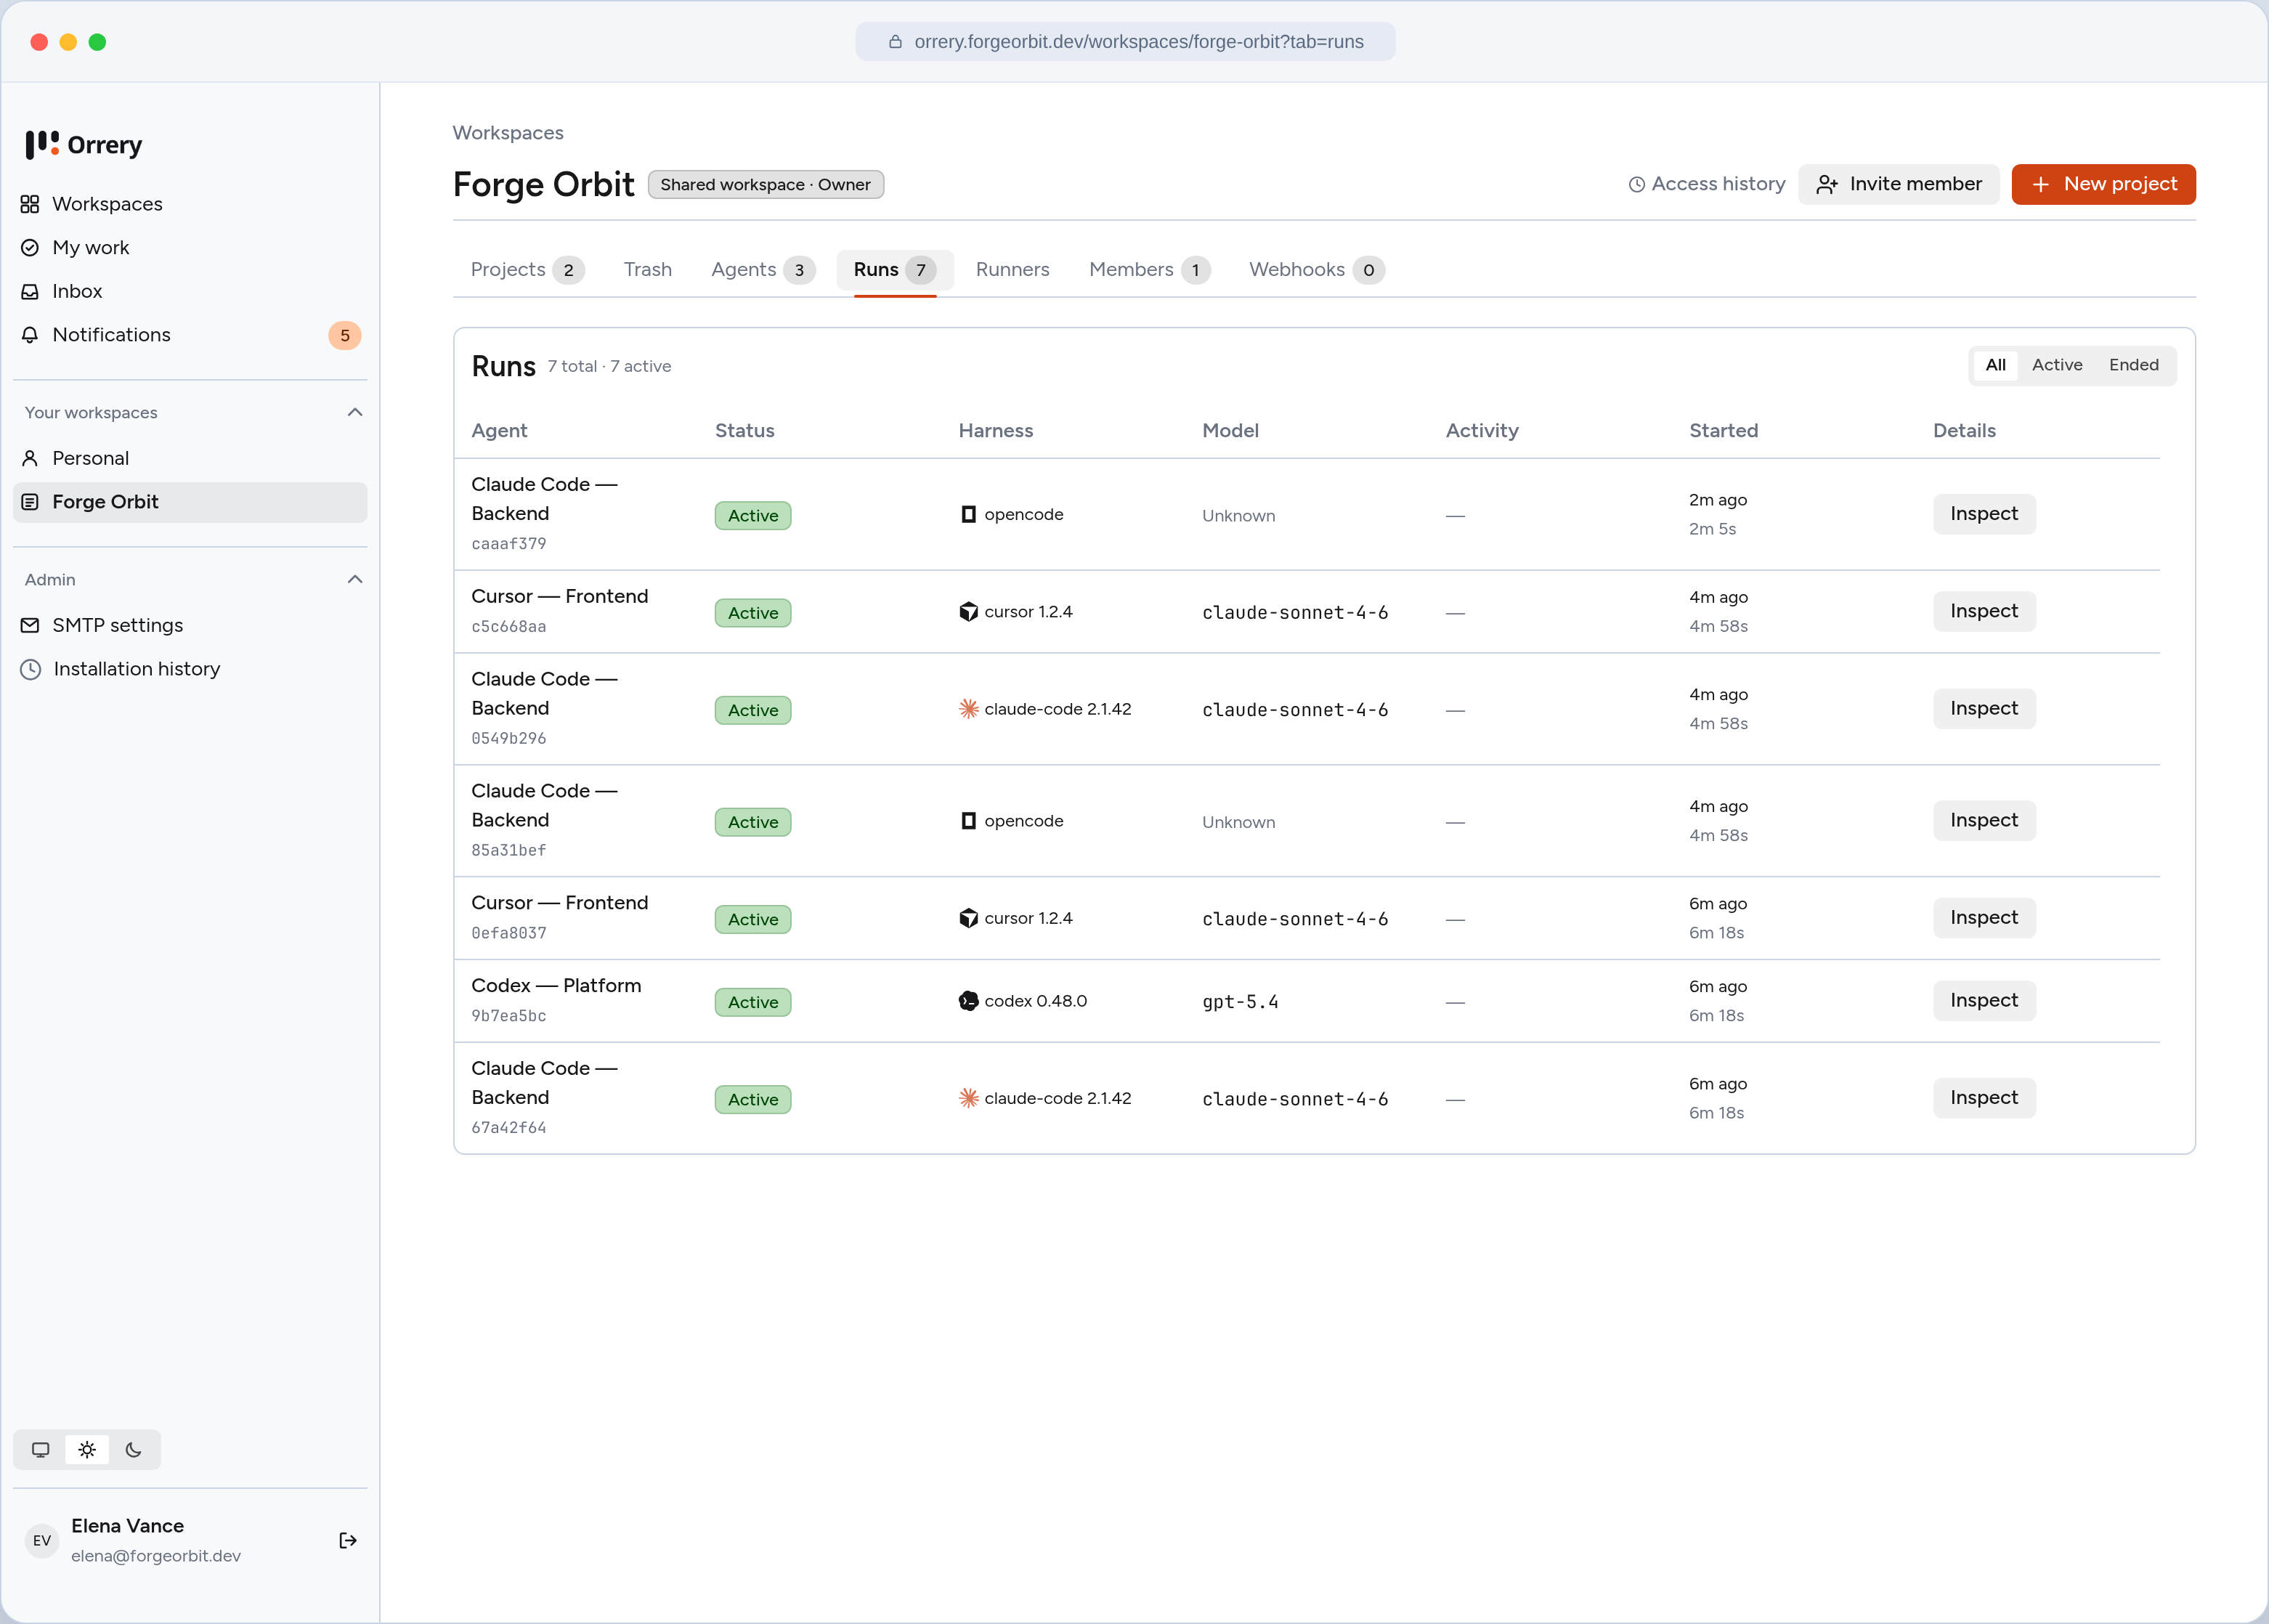 orrery.forgeorbit.dev/workspaces/forge-orbit?tab=runs
Orrery
Workspaces
My work
Inbox
Notifications 5
Your workspaces
Personal
Forge Orbit
Admin
SMTP settings
Installation history
EV
Elena Vance
elena@forgeorbit.dev
Workspaces
Forge Orbit Shared workspace · Owner Access history Invite member New project
Projects 2 Trash Agents 3 Runs 7 Runners Members 1 Webhooks 0
Runs 7 total · 7 active All Active Ended
Agent Status Harness Model Activity Started Details
Claude Code —
Backend
caaaf379
Active opencode Unknown —
2m ago
2m 5s
Inspect
Cursor — Frontend
c5c668aa
Active cursor 1.2.4 claude-sonnet-4-6 —
4m ago
4m 58s
Inspect
Claude Code —
Backend
0549b296
Active claude-code 2.1.42 claude-sonnet-4-6 —
4m ago
4m 58s
Inspect
Claude Code —
Backend
85a31bef
Active opencode Unknown —
4m ago
4m 58s
Inspect
Cursor — Frontend
0efa8037
Active cursor 1.2.4 claude-sonnet-4-6 —
6m ago
6m 18s
Inspect
Codex — Platform
9b7ea5bc
Active codex 0.48.0 gpt-5.4 —
6m ago
6m 18s
Inspect
Claude Code —
Backend
67a42f64
Active claude-code 2.1.42 claude-sonnet-4-6 —
6m ago
6m 18s
Inspect